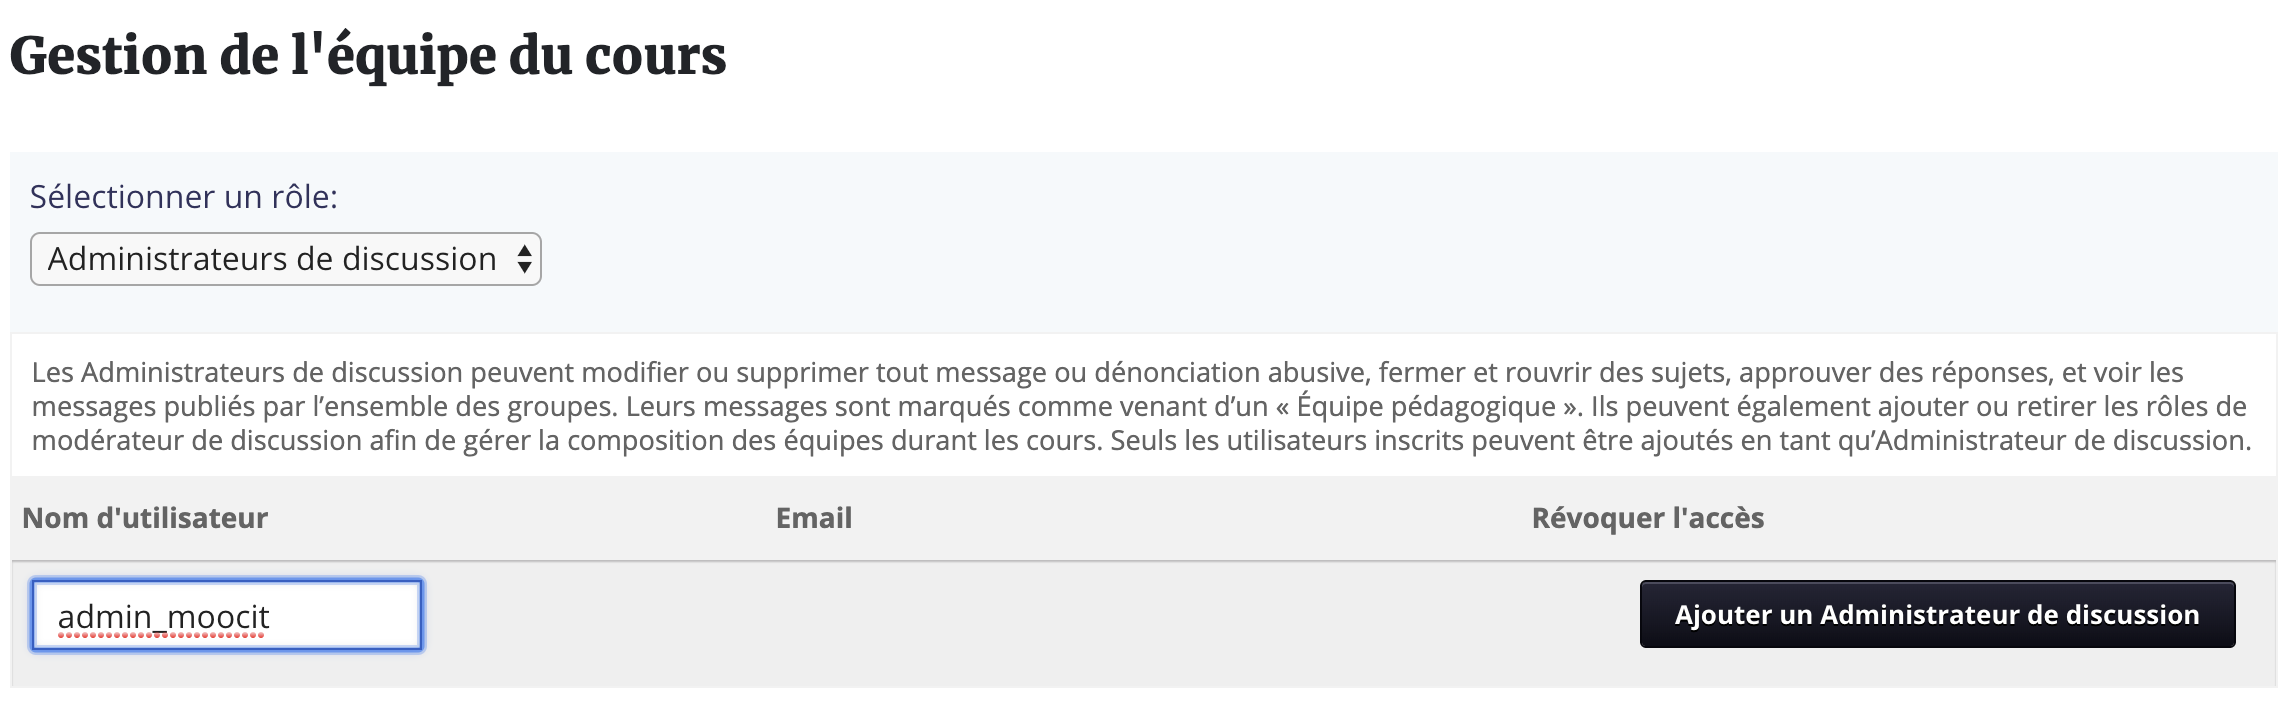 Gestion de l'équipe du cours
Sélectionner un rôle:
Administrateurs de discussion
Les Administrateurs de discussion peuvent modifier ou supprimer tout message ou dénonciation abusive, fermer et rouvrir des sujets, approuver des réponses, et voir les
messages publiés par l’ensemble des groupes. Leurs messages sont marqués comme venant d’un « Équipe pédagogique ». Ils peuvent également ajouter ou retirer les rôles de
modérateur de discussion afin de gérer la composition des équipes durant les cours. Seuls les utilisateurs inscrits peuvent être ajoutés en tant qu’Administrateur de discussion.
Nom d'utilisateur Email Révoquer l'accès
admin_moocit Ajouter un Administrateur de discussion